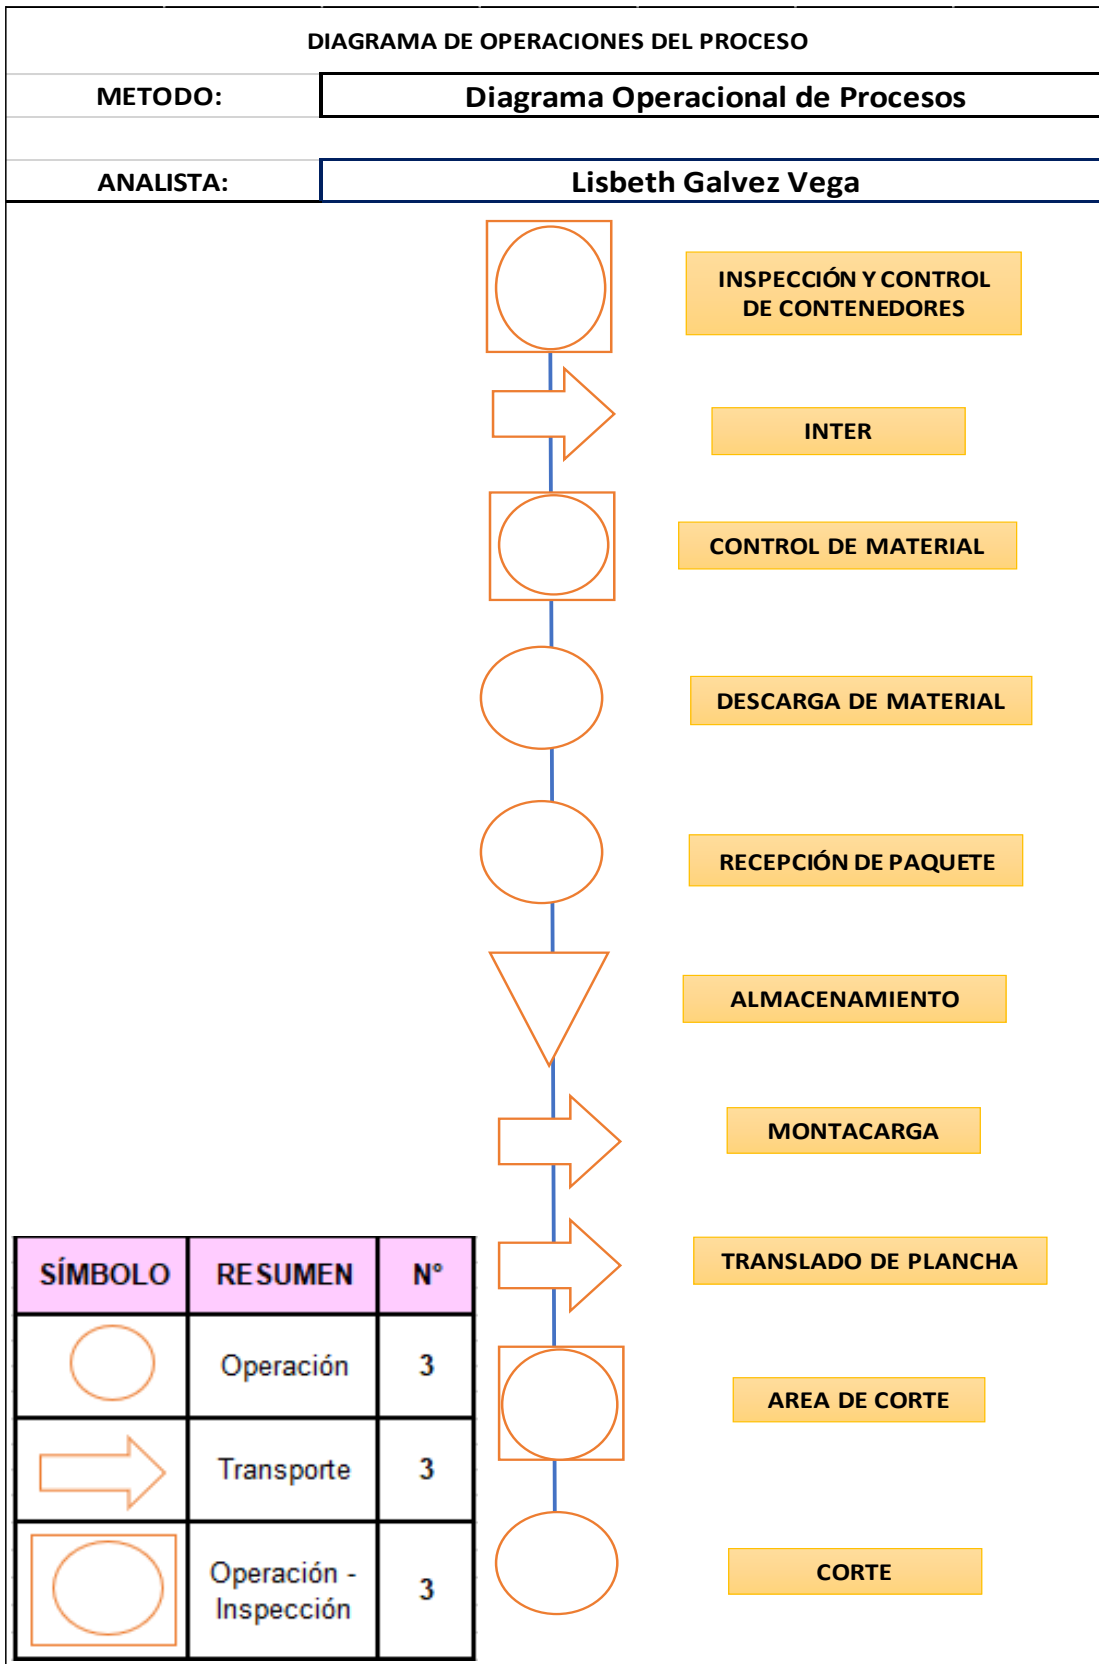 DIAGRAMA DE OPERACIONES DEL PROCESO
METODO: Diagrama Operacional de Procesos
ANALISTA: Lisbeth Galvez Vega
INSPECCIÓN Y CONTROL
DE CONTENEDORES
INTER
CONTROL DE MATERIAL
DESCARGA DE MATERIAL
RECEPCIÓN DE PAQUETE
ALMACENAMIENTO
MONTACARGA
TRANSLADO DE PLANCHA
AREA DE CORTE
CORTE
SÍMBOLO RESUMEN N°
Operación 3
Transporte 3
Operación -
Inspección 3